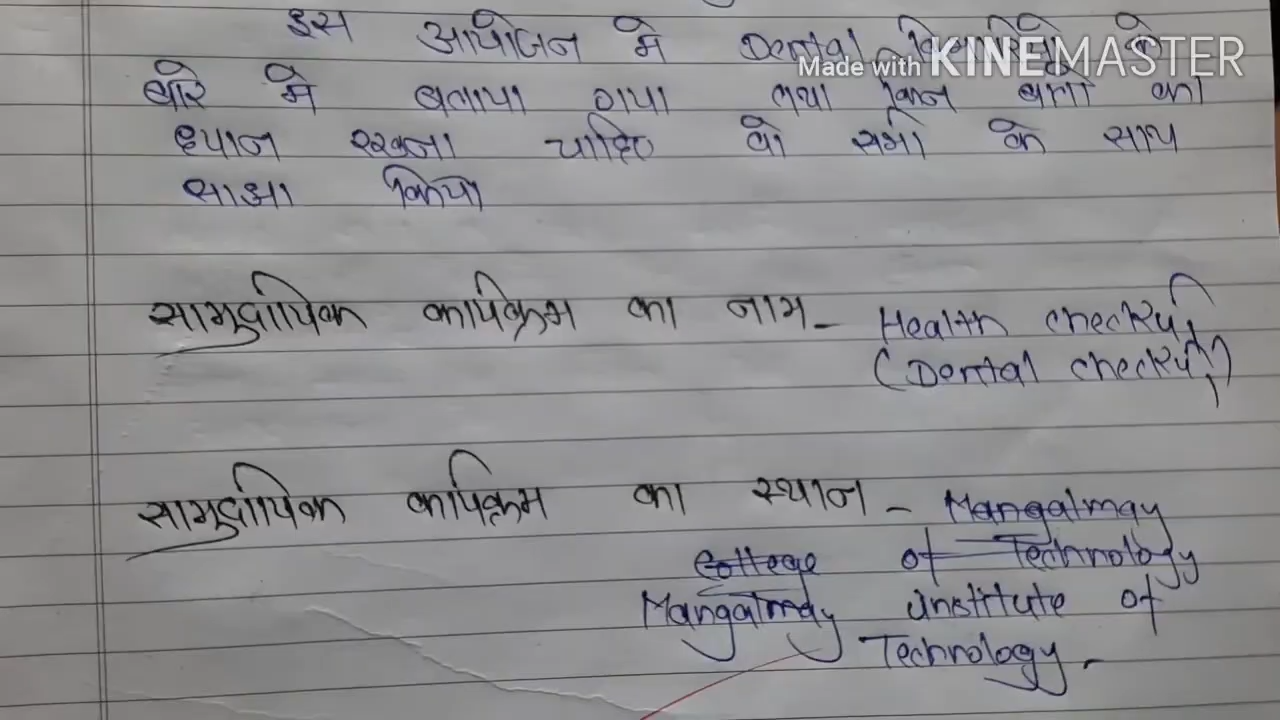 इस आयोजन मे Dental के
Made with KINEMASTER
बारे मे बताया गया तथा किन बातो का
ध्यान रखना चाहिए वो सभी के साथ
साझा किया
सामुदायिक कार्यक्रम का नाम - Health checkup
(Dental checkup)
सामुदायिक कार्यक्रम का स्थान - Mangalmay
College of Technology
Mangalmay institute of
Technology -